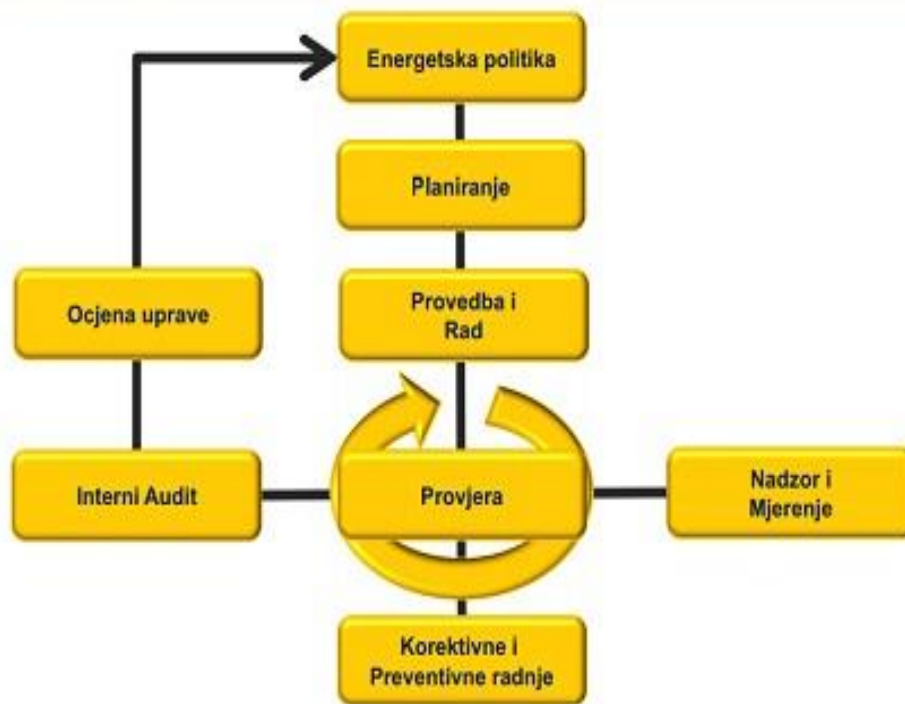 Energetska politika
Planiranje
Ocjena uprave
Provedba i
Rad
Interni Audit
Provjera
Nadzor i
Mjerenje
Korektivne i
Preventivne radnje